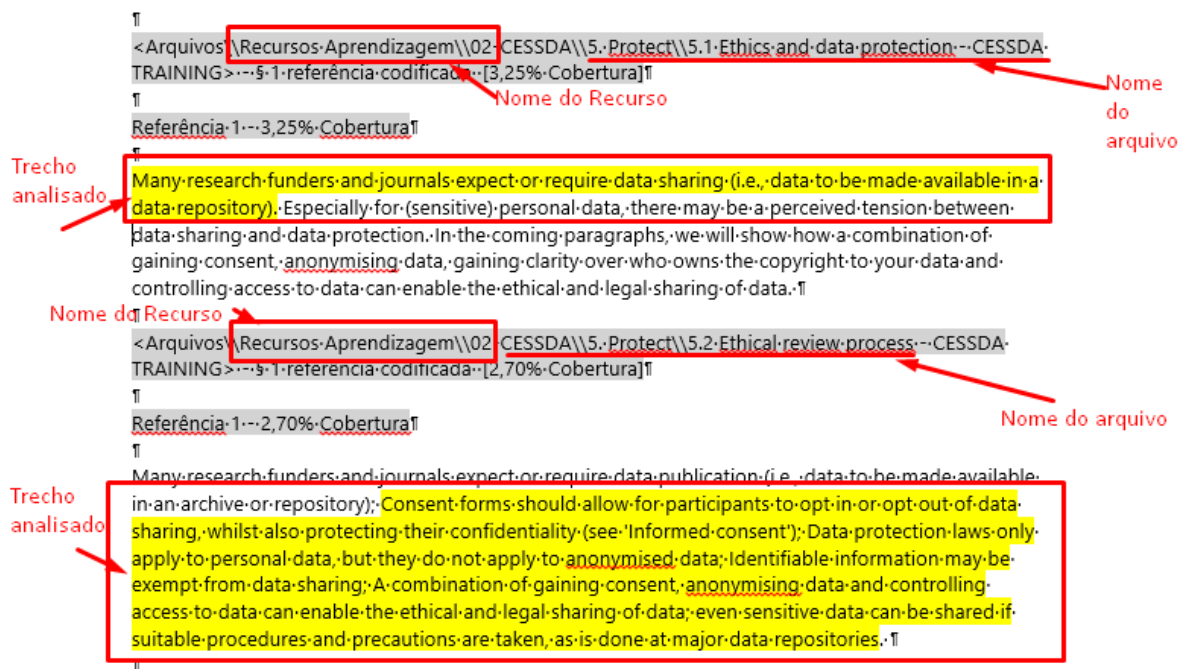 <Arquivos\\Recursos Aprendizagem\\02 CESSDA\\5. Protect\\5.1 Ethics and data protection - CESSDA
TRAINING> - § 1 referência codificada [3,25% Cobertura]¶
Nome do Recurso
Nome
do
arquivo
Referência 1 - 3,25% Cobertura¶
Trecho
analisado
Many research funders and journals expect or require data sharing (i.e., data to be made available in a
data repository). Especially for (sensitive) personal data, there may be a perceived tension between
data sharing and data protection. In the coming paragraphs, we will show how a combination of
gaining consent, anonymising data, gaining clarity over who owns the copyright to your data and
controlling access to data can enable the ethical and legal sharing of data. ¶
Nome do Recurso
<Arquivos\\Recursos Aprendizagem\\02 CESSDA\\5. Protect\\5.2 Ethical review process - CESSDA
TRAINING> - § 1 referência codificada [2,70% Cobertura]¶
Nome do arquivo
Referência 1 - 2,70% Cobertura¶
Trecho
analisado
Many research funders and journals expect or require data publication (i.e., data to be made available
in an archive or repository); Consent forms should allow for participants to opt in or opt out of data
sharing, whilst also protecting their confidentiality (see 'Informed consent'); Data protection laws only
apply to personal data, but they do not apply to anonymised data; Identifiable information may be
exempt from data sharing; A combination of gaining consent, anonymising data and controlling
access to data can enable the ethical and legal sharing of data; even sensitive data can be shared if
suitable procedures and precautions are taken, as is done at major data repositories. ¶